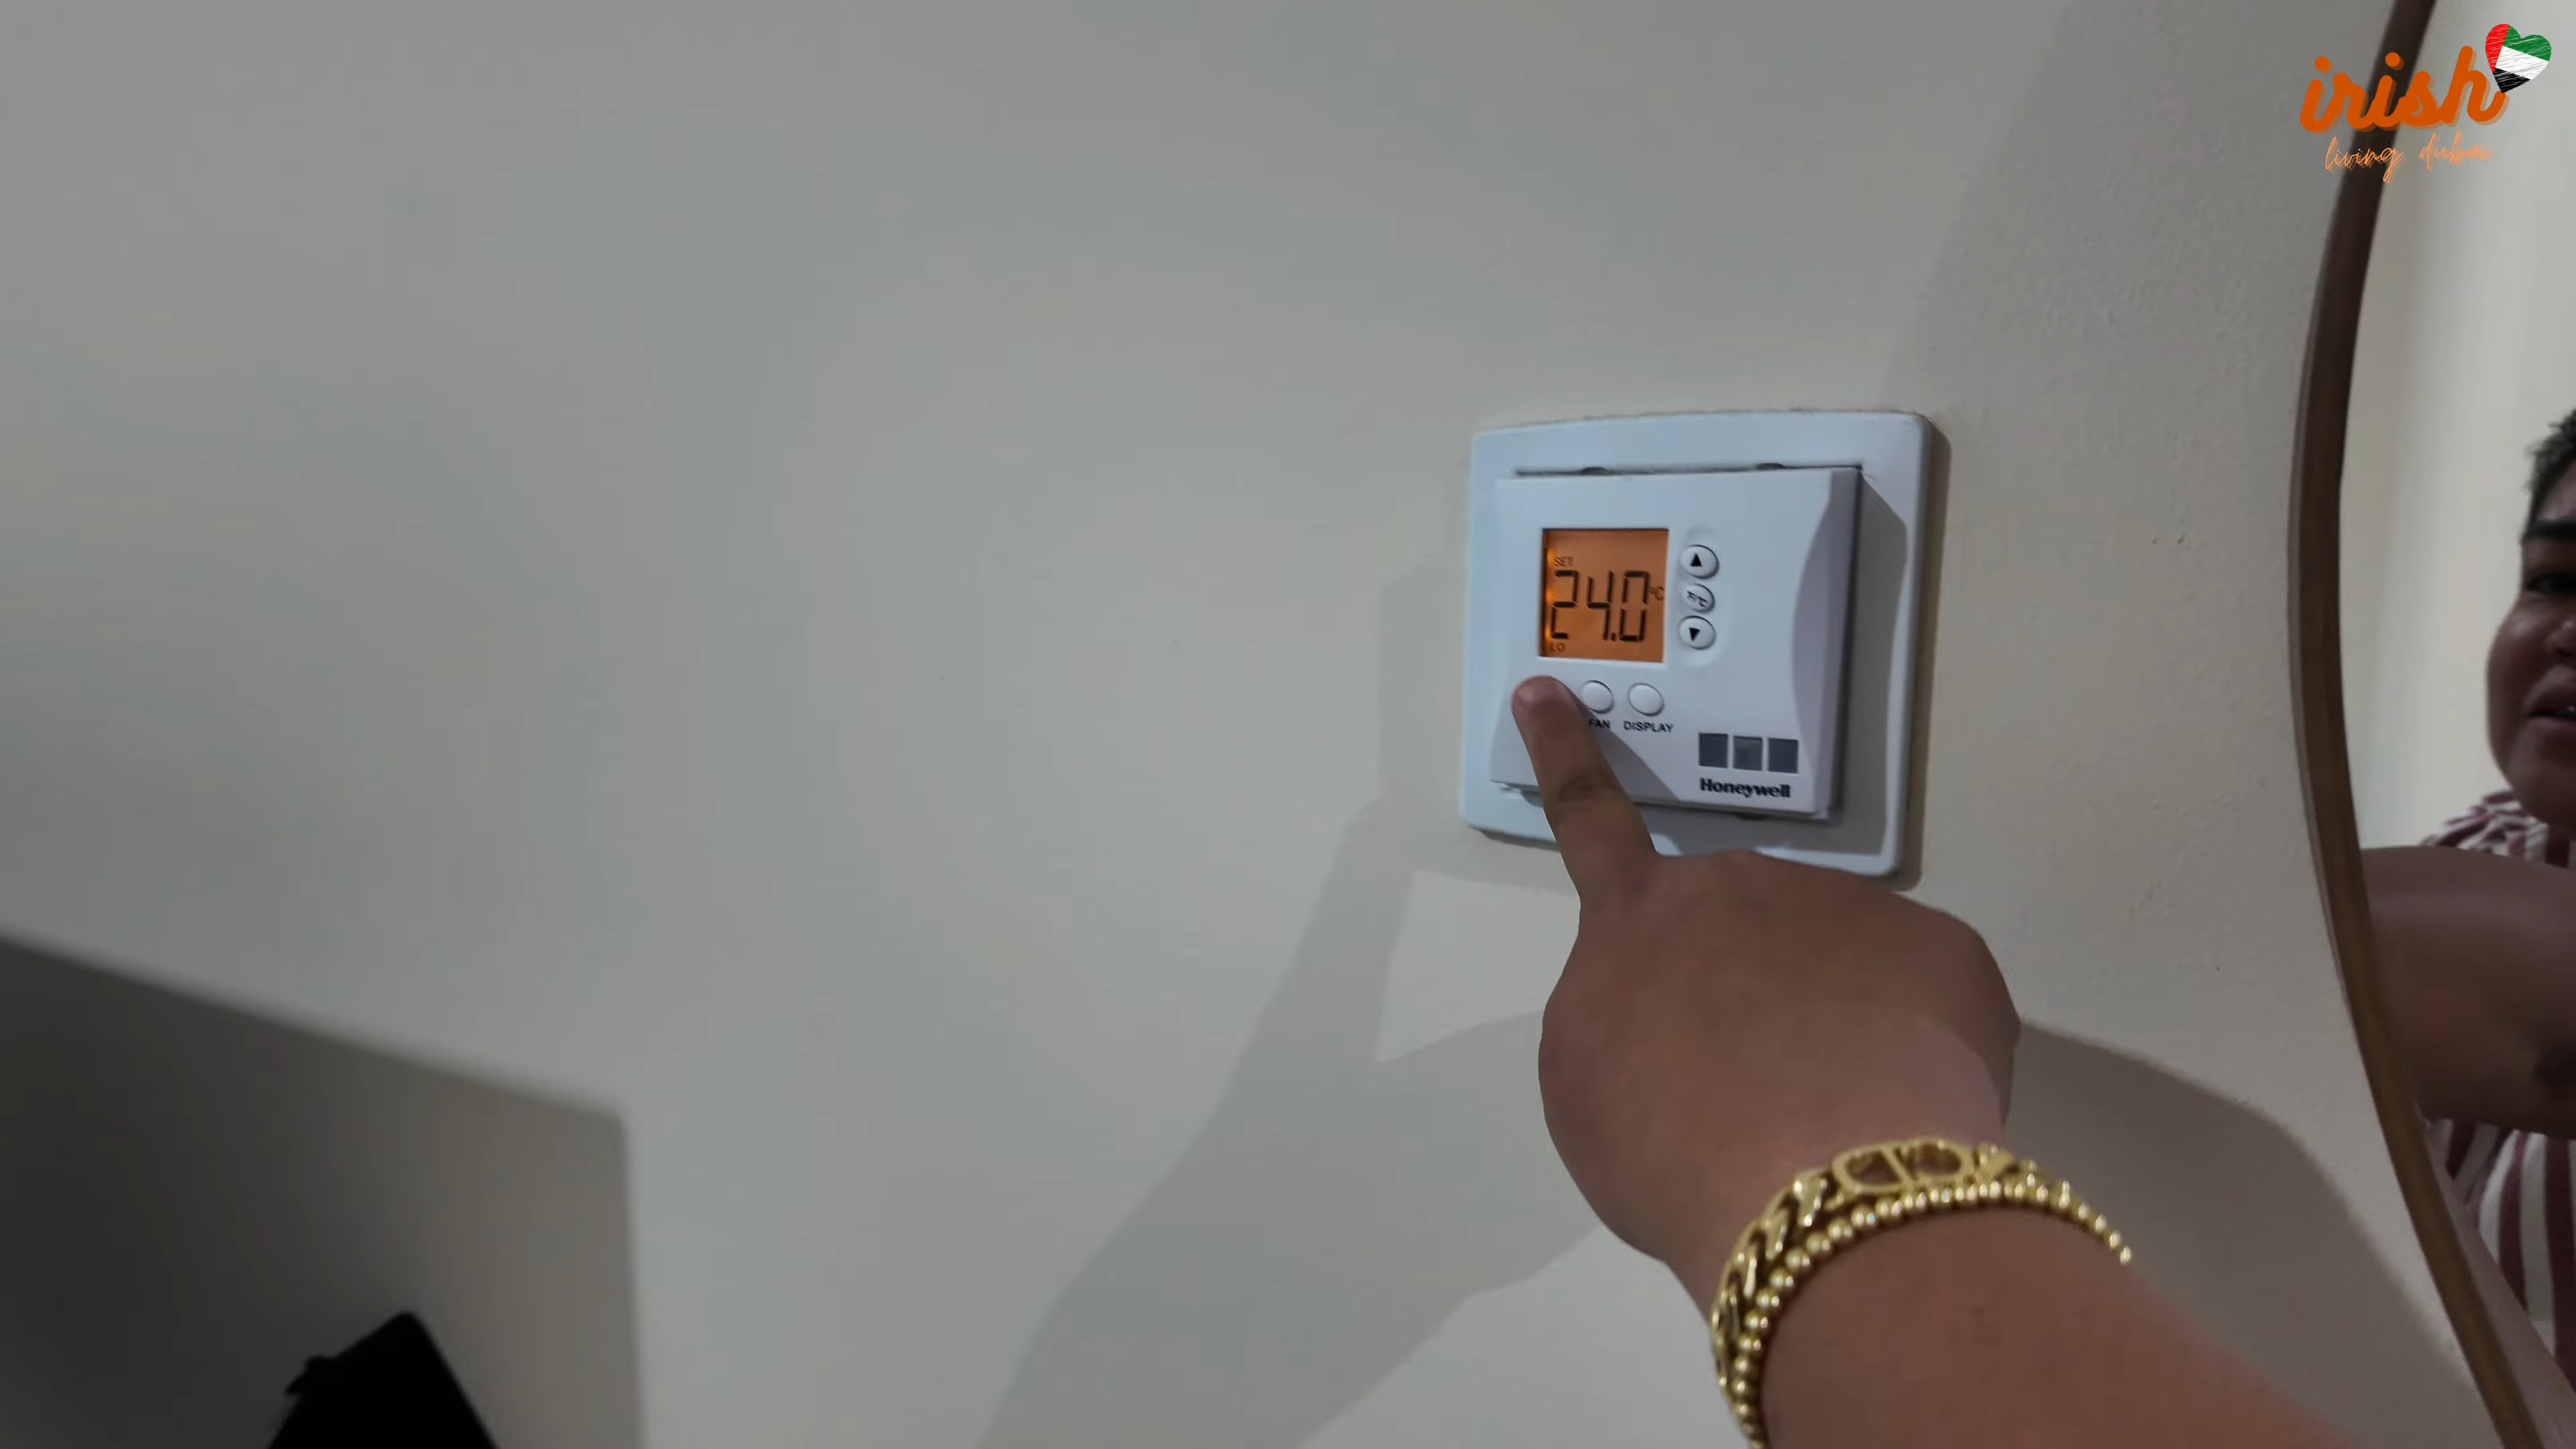 irish
living dubai
SET
24.0 °C
LO
▲
°F/°C
▼
FAN DISPLAY
Honeywell